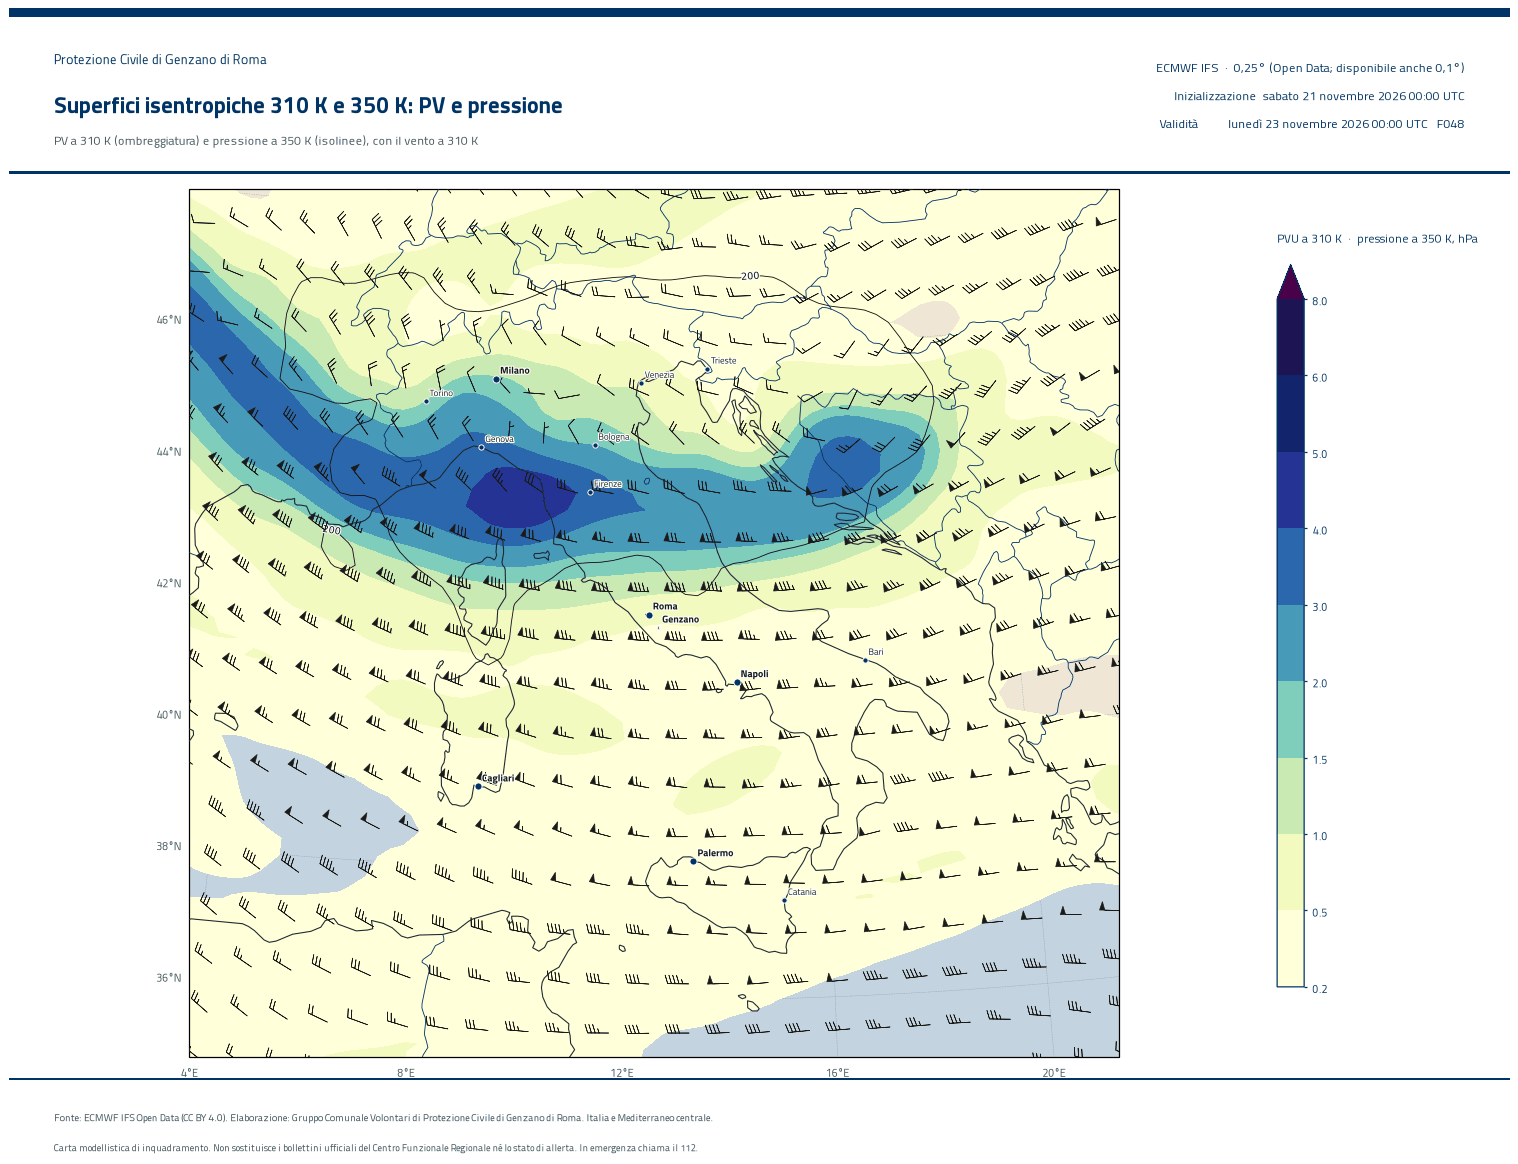 Protezione Civile di Genzano di Roma
Superfici isentropiche 310 K e 350 K: PV e pressione
PV a 310 K (ombreggiatura) e pressione a 350 K (isolinee), con il vento a 310 K
ECMWF IFS · 0,25° (Open Data; disponibile anche 0,1°)
Inizializzazione sabato 21 novembre 2026 00:00 UTC
Validità lunedì 23 novembre 2026 00:00 UTC F048
PVU a 310 K · pressione a 350 K, hPa
8.0
6.0
5.0
4.0
3.0
2.0
1.5
1.0
0.5
0.2
46°N
44°N
42°N
40°N
38°N
36°N
4°E
8°E
12°E
16°E
20°E
200
200
Trieste
Milano
Venezia
Torino
Genova
Bologna
Firenze
Roma
Genzano
Bari
Napoli
Cagliari
Palermo
Catania
Fonte: ECMWF IFS Open Data (CC BY 4.0). Elaborazione: Gruppo Comunale Volontari di Protezione Civile di Genzano di Roma. Italia e Mediterraneo centrale.
Carta modellistica di inquadramento. Non sostituisce i bollettini ufficiali del Centro Funzionale Regionale né lo stato di allerta. In emergenza chiama il 112.